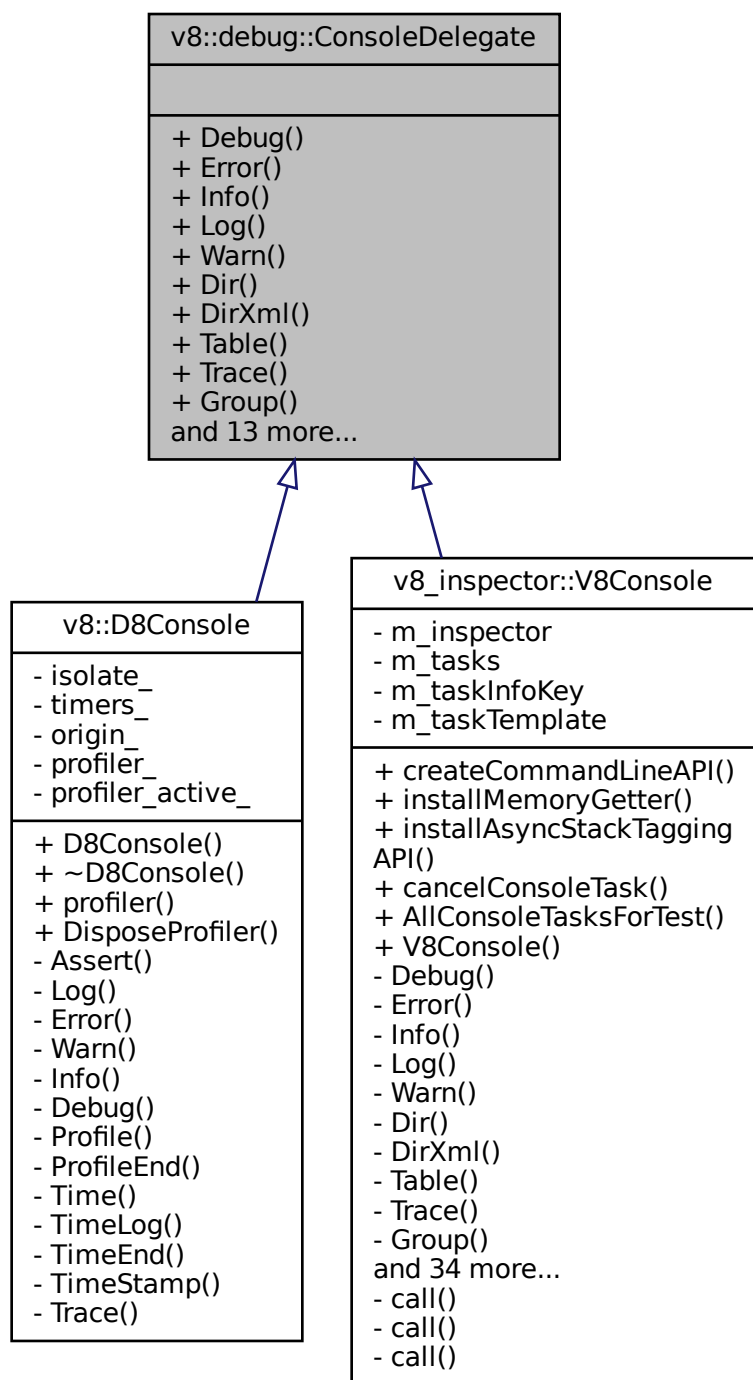 v8::debug::ConsoleDelegate
+ Debug()
+ Error()
+ Info()
+ Log()
+ Warn()
+ Dir()
+ DirXml()
+ Table()
+ Trace()
+ Group()
and 13 more...
v8::D8Console
- isolate_
- timers_
- origin_
- profiler_
- profiler_active_
+ D8Console()
+ ~D8Console()
+ profiler()
+ DisposeProfiler()
- Assert()
- Log()
- Error()
- Warn()
- Info()
- Debug()
- Profile()
- ProfileEnd()
- Time()
- TimeLog()
- TimeEnd()
- TimeStamp()
- Trace()
v8_inspector::V8Console
- m_inspector
- m_tasks
- m_taskInfoKey
- m_taskTemplate
+ createCommandLineAPI()
+ installMemoryGetter()
+ installAsyncStackTagging
API()
+ cancelConsoleTask()
+ AllConsoleTasksForTest()
+ V8Console()
- Debug()
- Error()
- Info()
- Log()
- Warn()
- Dir()
- DirXml()
- Table()
- Trace()
- Group()
and 34 more...
- call()
- call()
- call()